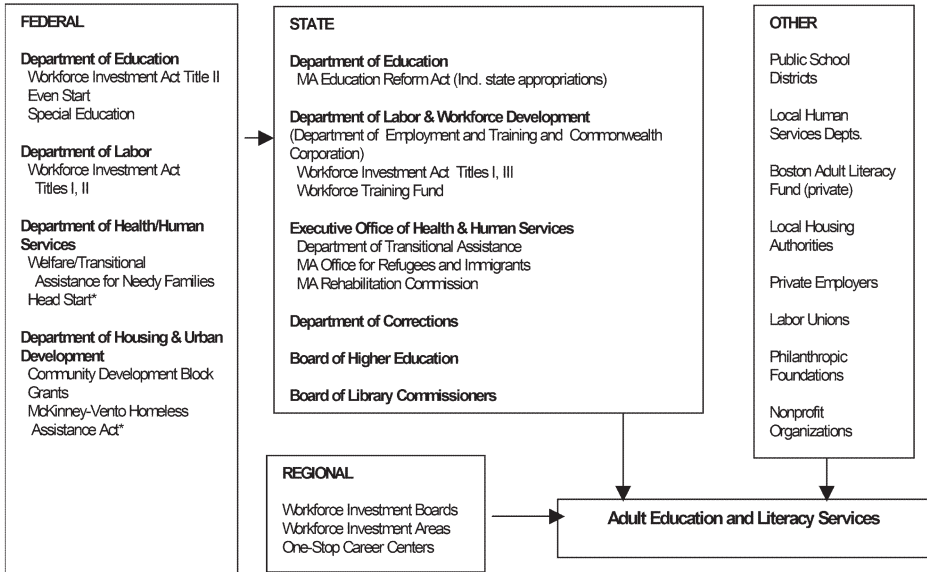 FEDERAL
Department of Education
Workforce Investment Act Title II
Even Start
Special Education
Department of Labor
Workforce Investment Act
Titles I, II
Department of Health/Human
Services
Welfare/Transitional
Assistance for Needy Families
Head Start*
Department of Housing & Urban
Development
Community Development Block
Grants
McKinney-Vento Homeless
Assistance Act*
STATE
Department of Education
MA Education Reform Act (Incl. state appropriations)
Department of Labor & Workforce Development
(Department of Employment and Training and Commonwealth
Corporation)
Workforce Investment Act Titles I, III
Workforce Training Fund
Executive Office of Health & Human Services
Department of Transitional Assistance
MA Office for Refugees and Immigrants
MA Rehabilitation Commission
Department of Corrections
Board of Higher Education
Board of Library Commissioners
OTHER
Public School
Districts
Local Human
Services Depts.
Boston Adult Literacy
Fund (private)
Local Housing
Authorities
Private Employers
Labor Unions
Philanthropic
Foundations
Nonprofit
Organizations
REGIONAL
Workforce Investment Boards
Workforce Investment Areas
One-Stop Career Centers
Adult Education and Literacy Services